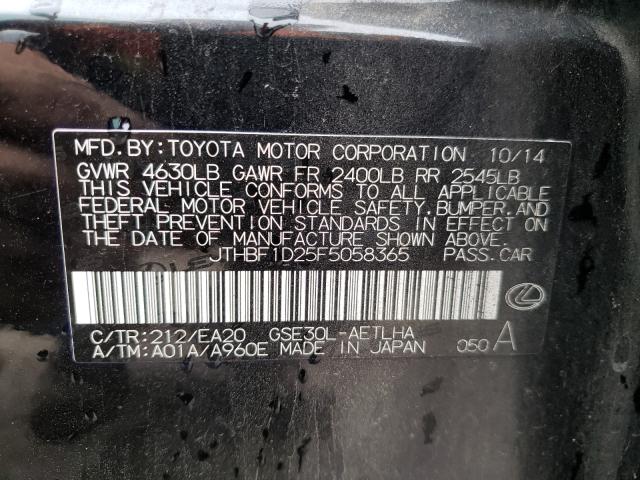 MFD.BY:TOYOTA MOTOR CORPORATION 10/14
GVWR 4630LB GAWR FR 2400LB RR 2545LB
THIS VEHICLE CONFORMS TO ALL APPLICABLE
FEDERAL MOTOR VEHICLE SAFETY,BUMPER,AND
THEFT PREVENTION STANDARDS IN EFFECT ON
THE DATE OF MANUFACTURE SHOWN ABOVE.
JTHBF1D25F5058365 PASS.CAR
C/TR:212/EA20 GSE30L-AETLHA
A/TM:A01A/A960E MADE IN JAPAN 050 A